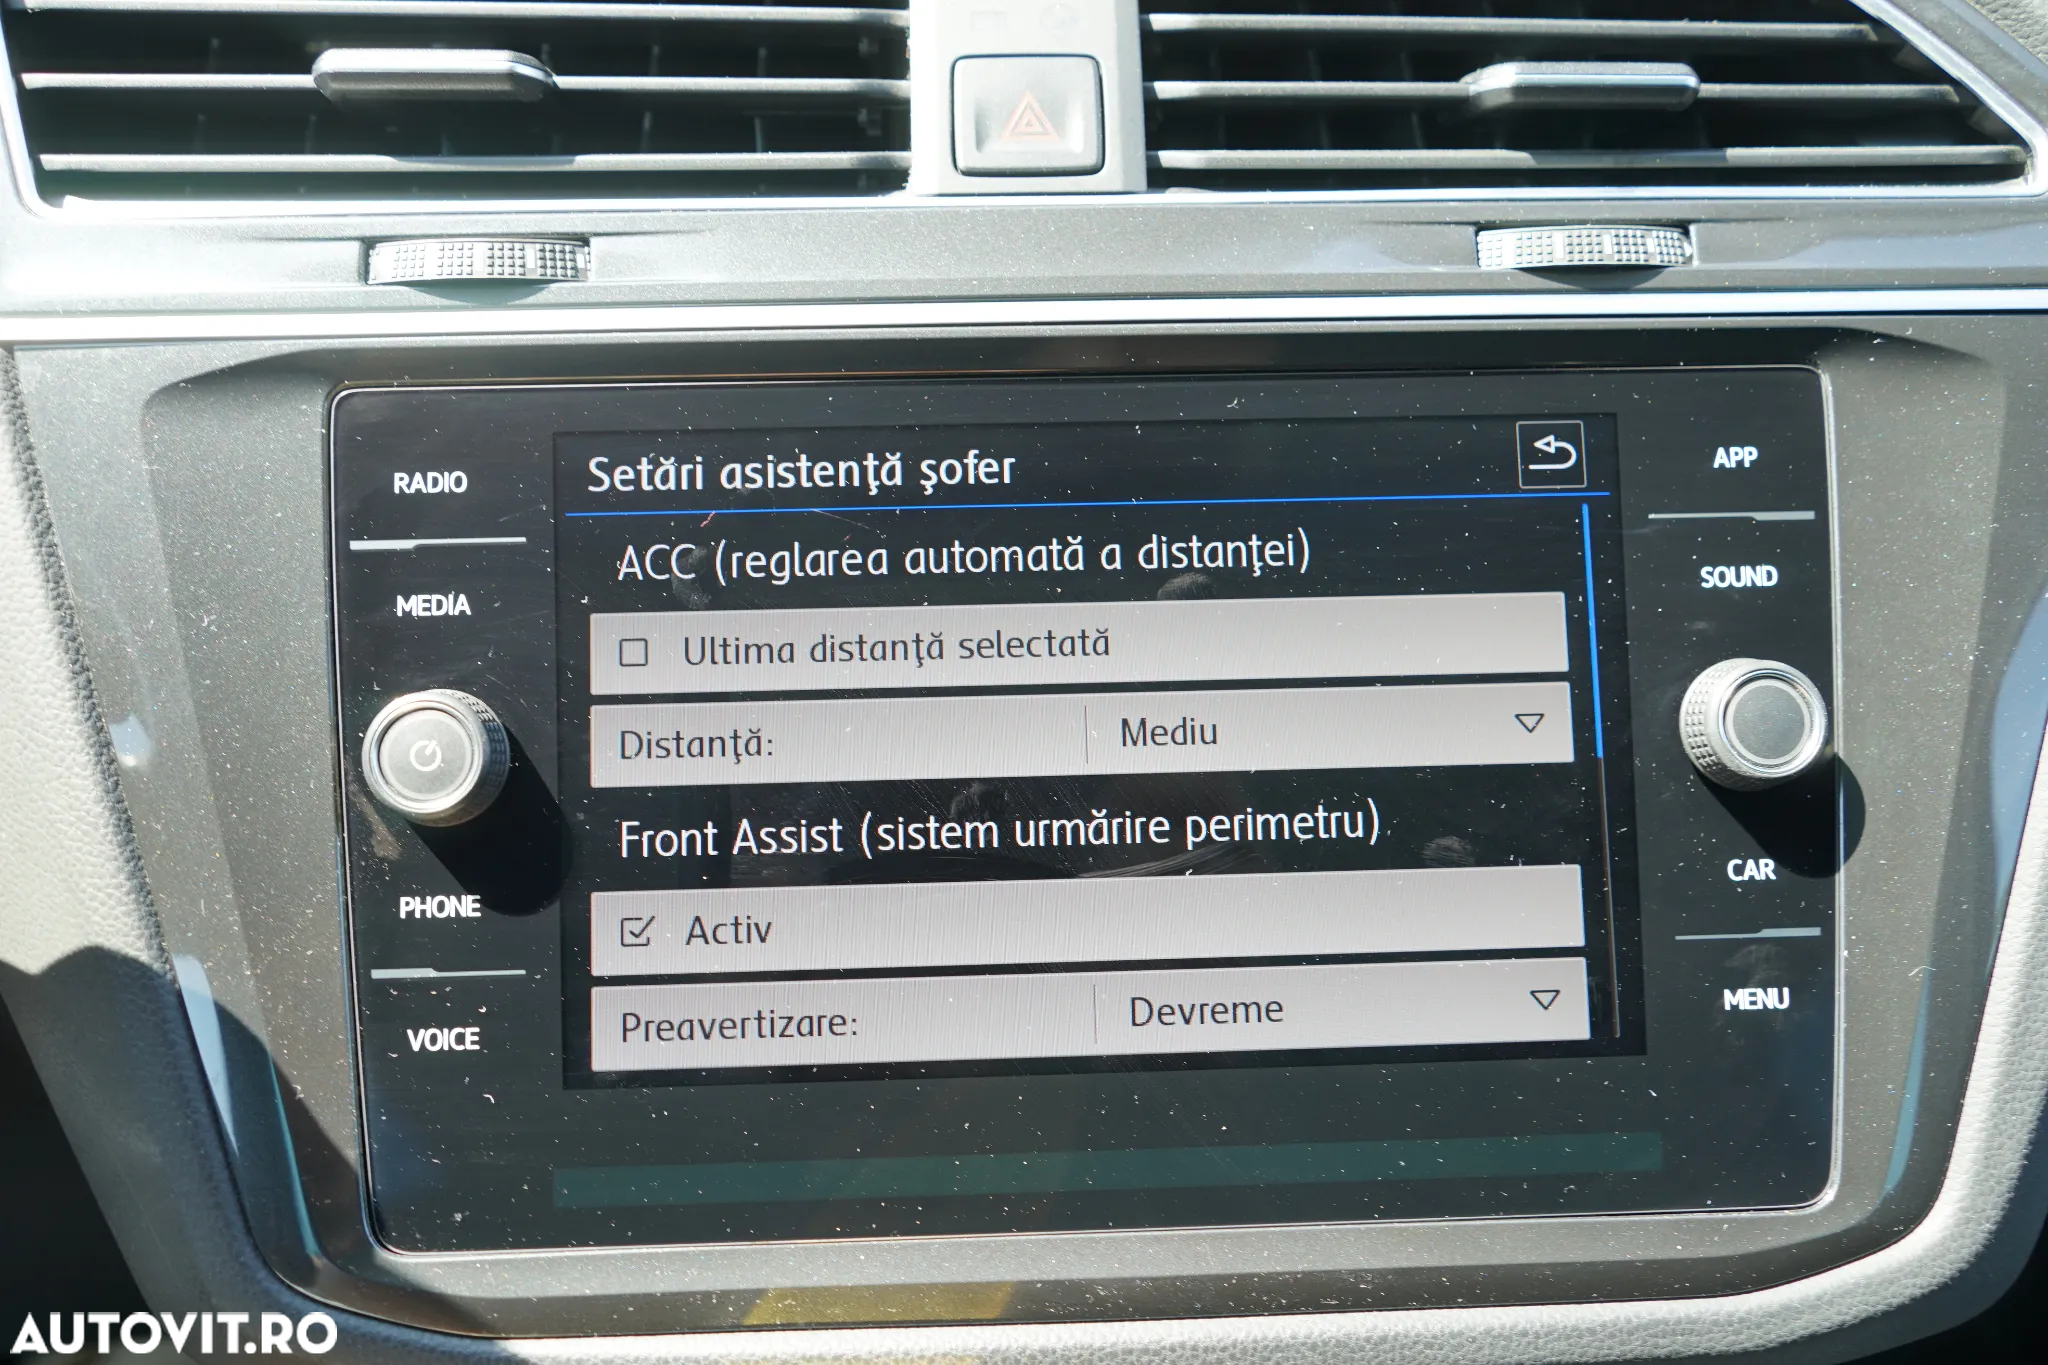 RADIO
MEDIA
PHONE
VOICE
Setări asistenţă şofer
ACC (reglarea automată a distanţei)
Ultima distanţă selectată
Distanţă: Mediu
Front Assist (sistem urmărire perimetru)
Activ
Preavertizare: Devreme
APP
SOUND
CAR
MENU
AUTOVIT.RO